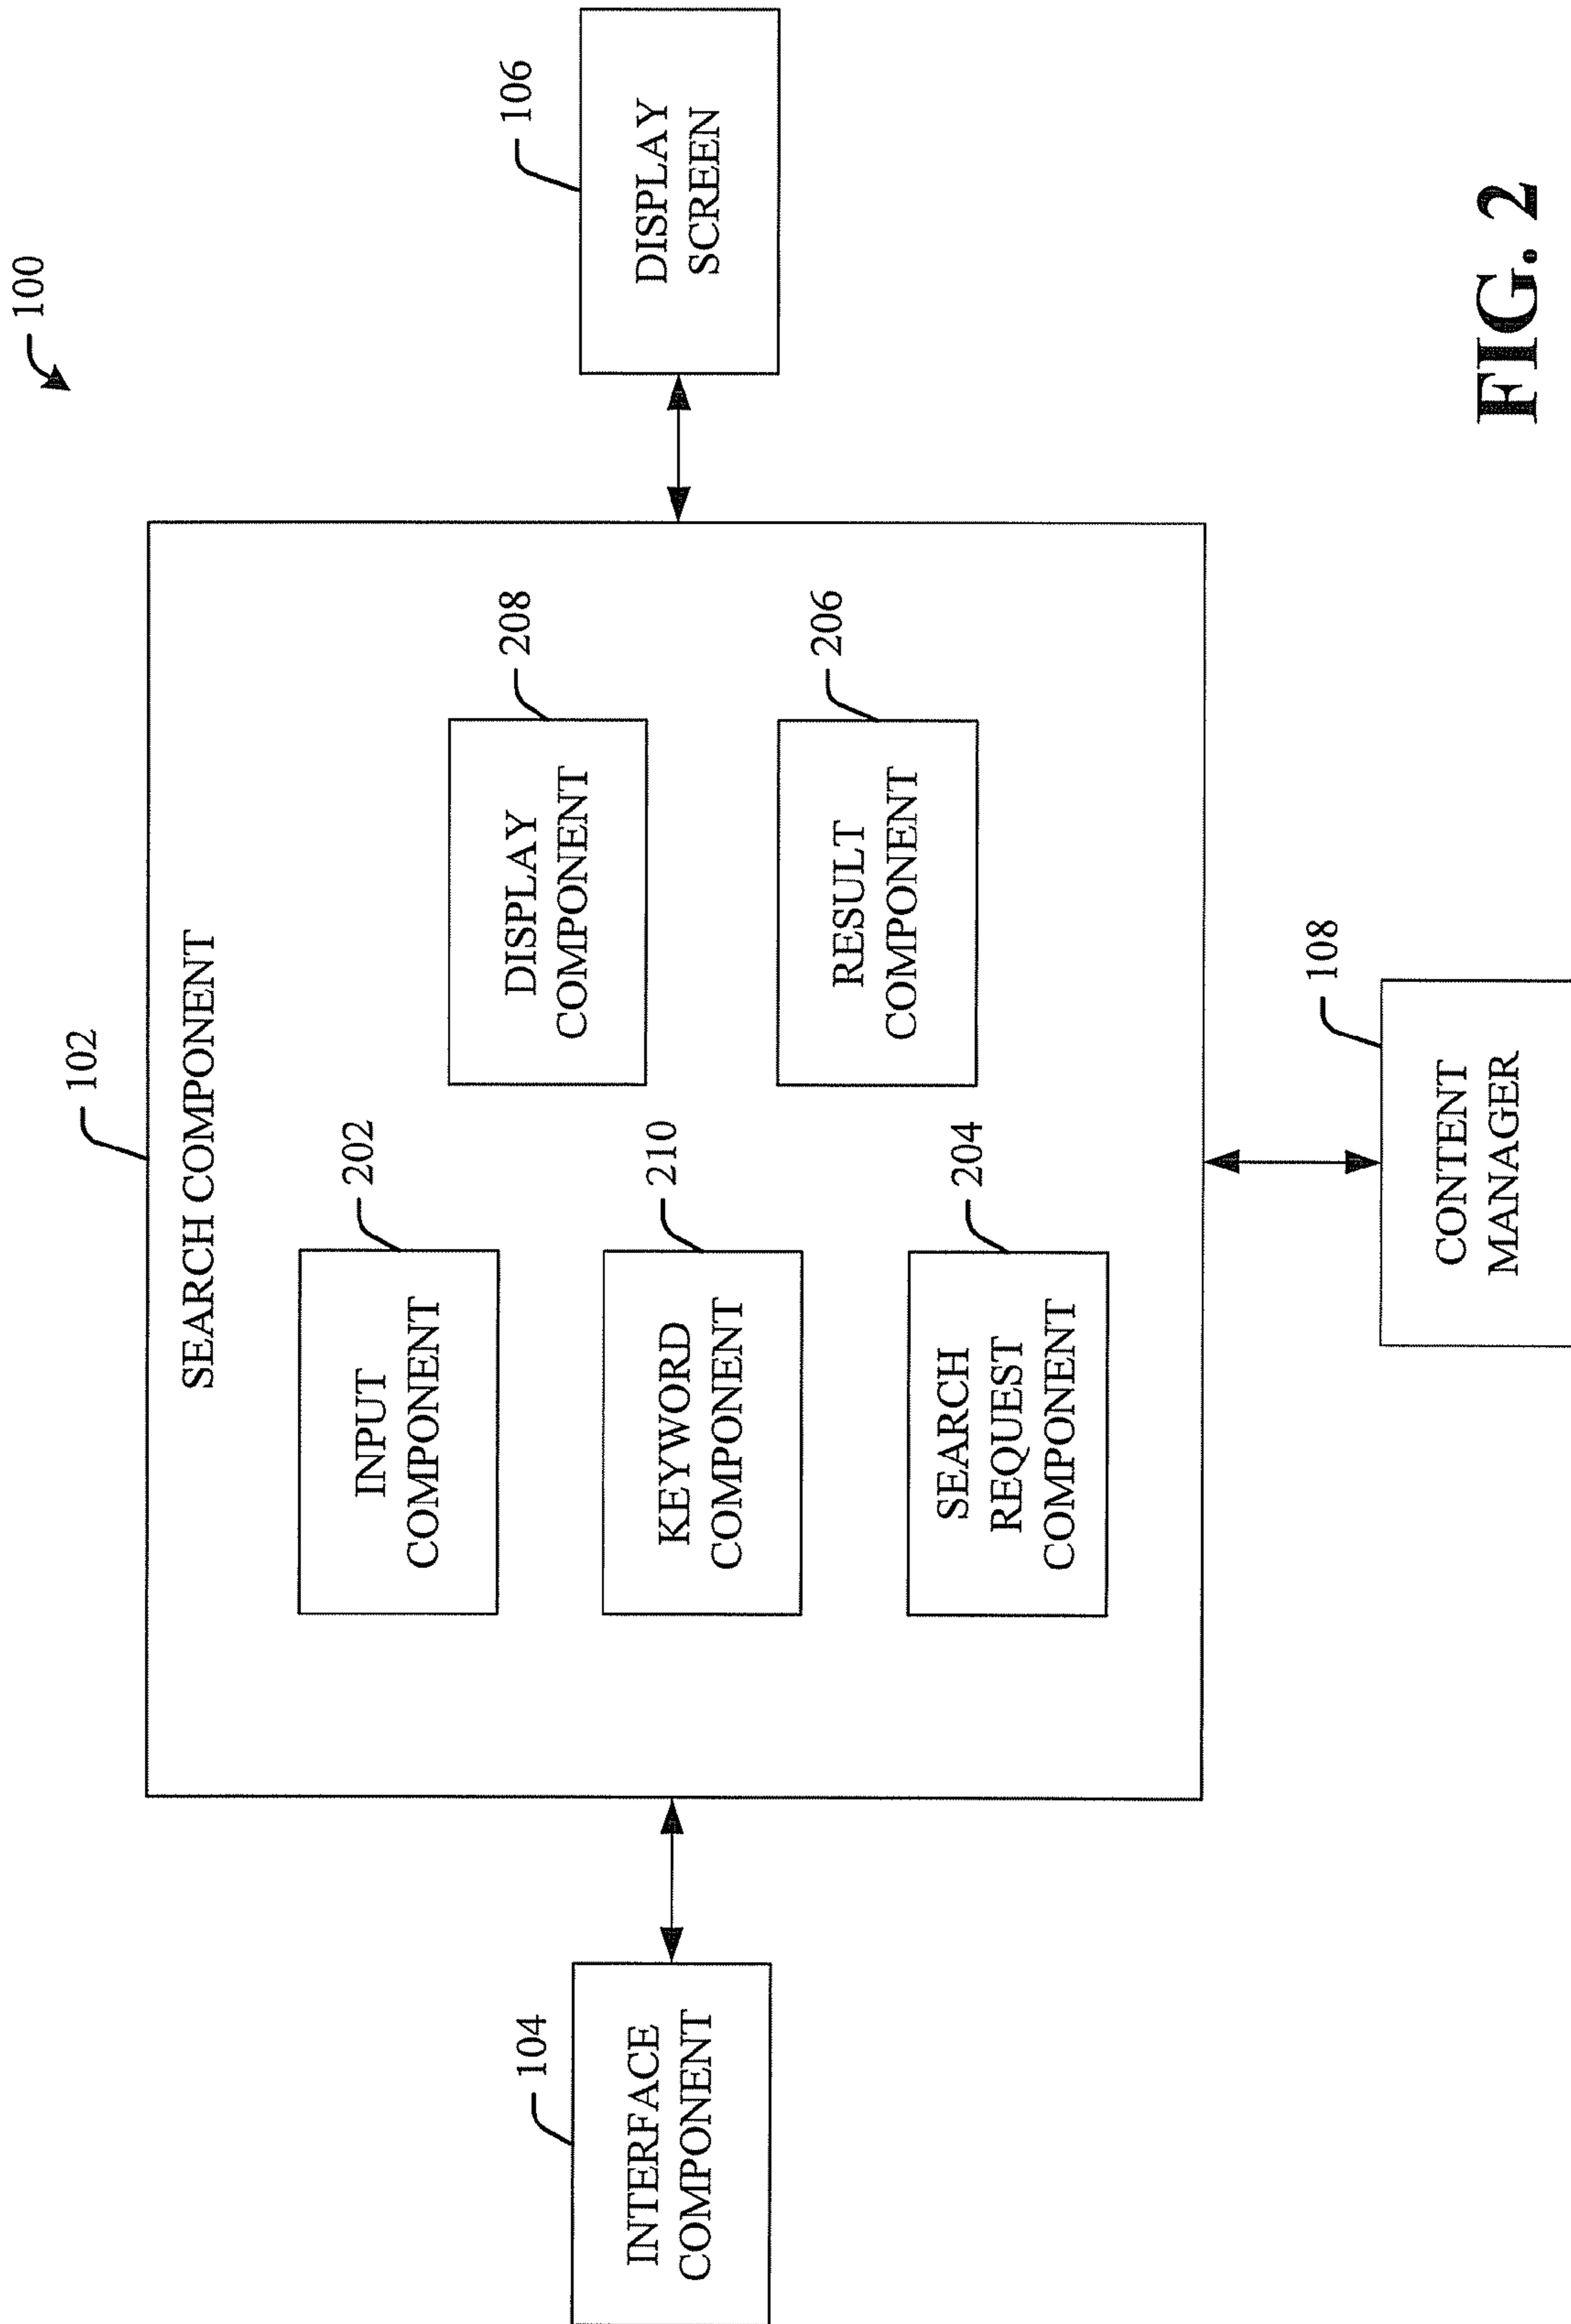 100
102
SEARCH COMPONENT
202
INPUT
COMPONENT
208
DISPLAY
COMPONENT
104
INTERFACE
COMPONENT
106
DISPLAY
SCREEN
210
KEYWORD
COMPONENT
206
RESULT
COMPONENT
204
SEARCH
REQUEST
COMPONENT
108
CONTENT
MANAGER
FIG. 2